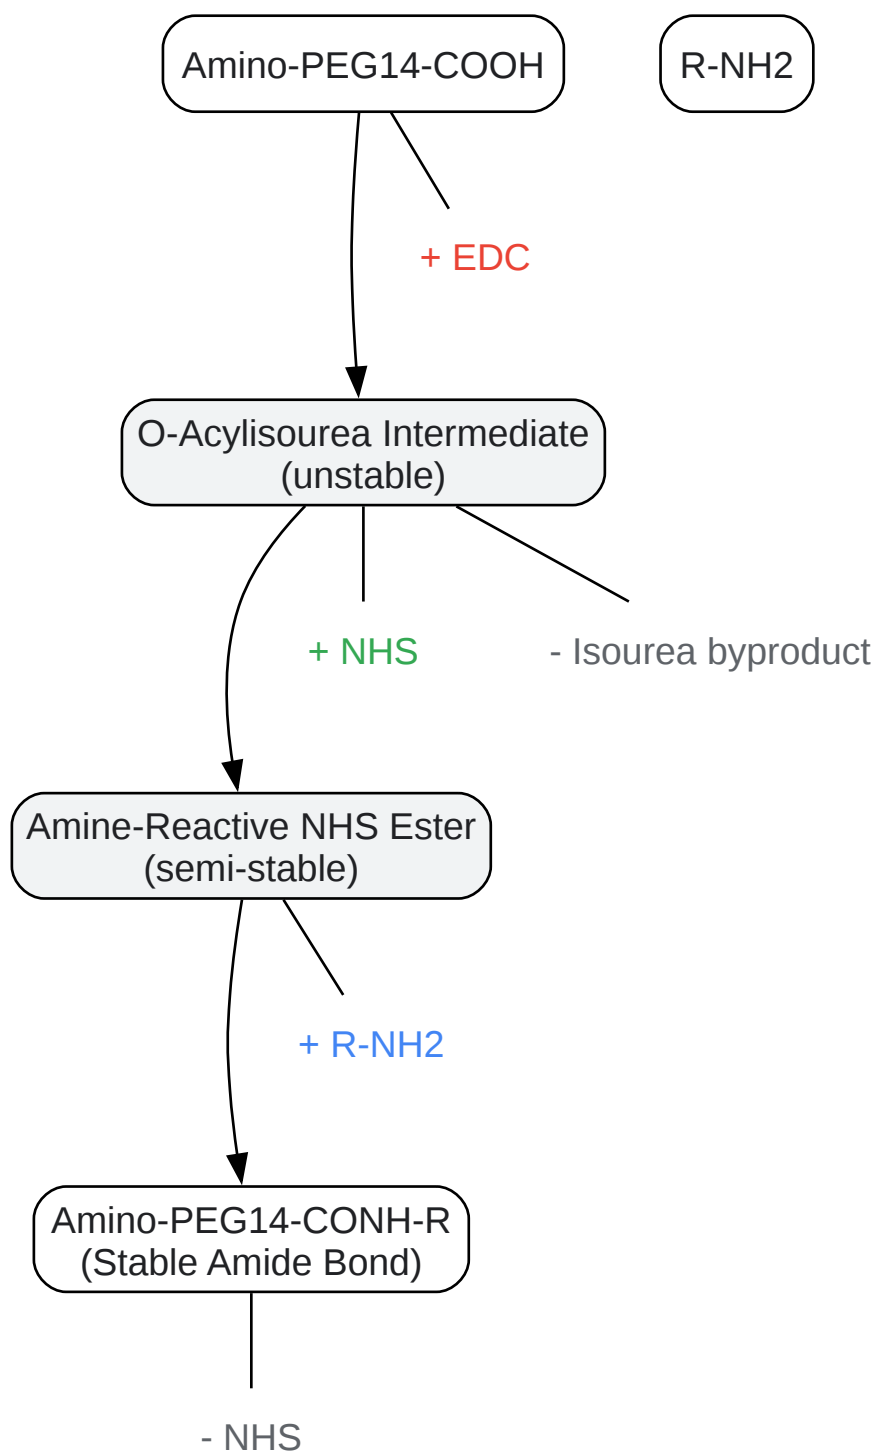 Amino-PEG14-COOH
R-NH2
+ EDC
O-Acylisourea Intermediate
(unstable)
+ NHS
- Isourea byproduct
Amine-Reactive NHS Ester
(semi-stable)
+ R-NH2
Amino-PEG14-CONH-R
(Stable Amide Bond)
- NHS